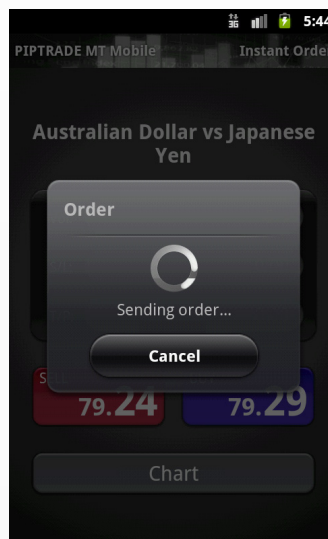 5:44
PIPTRADE MT Mobile Instant Order
Australian Dollar vs Japanese
Yen
Order
Sending order...
Cancel
79.24 79.29
Chart